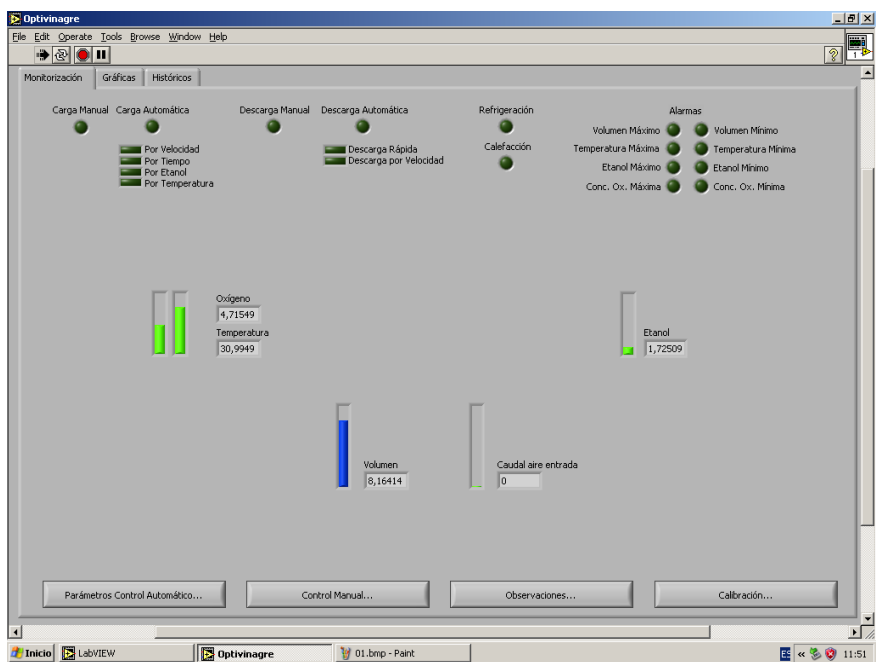 Optivinagre
File Edit Operate Tools Browse Window Help
1
Monitorización Gráficas Históricos
Carga Manual Carga Automática Descarga Manual Descarga Automática Refrigeración Alarmas
Volumen Máximo Volumen Mínimo
Calefacción
Por Velocidad Descarga Rápida Temperatura Máxima Temperatura Mínima
Por Tiempo Descarga por Velocidad
Por Etanol Etanol Máximo Etanol Mínimo
Por Temperatura Conc. Ox. Máxima Conc. Ox. Mínima
Oxígeno
4,71549
Temperatura Etanol
30,9949 1,72509
Volumen Caudal aire entrada
8,16414 0
Parámetros Control Automático... Control Manual... Observaciones... Calibración...
Inicio LabVIEW Optivinagre 01.bmp - Paint ES « 11:51